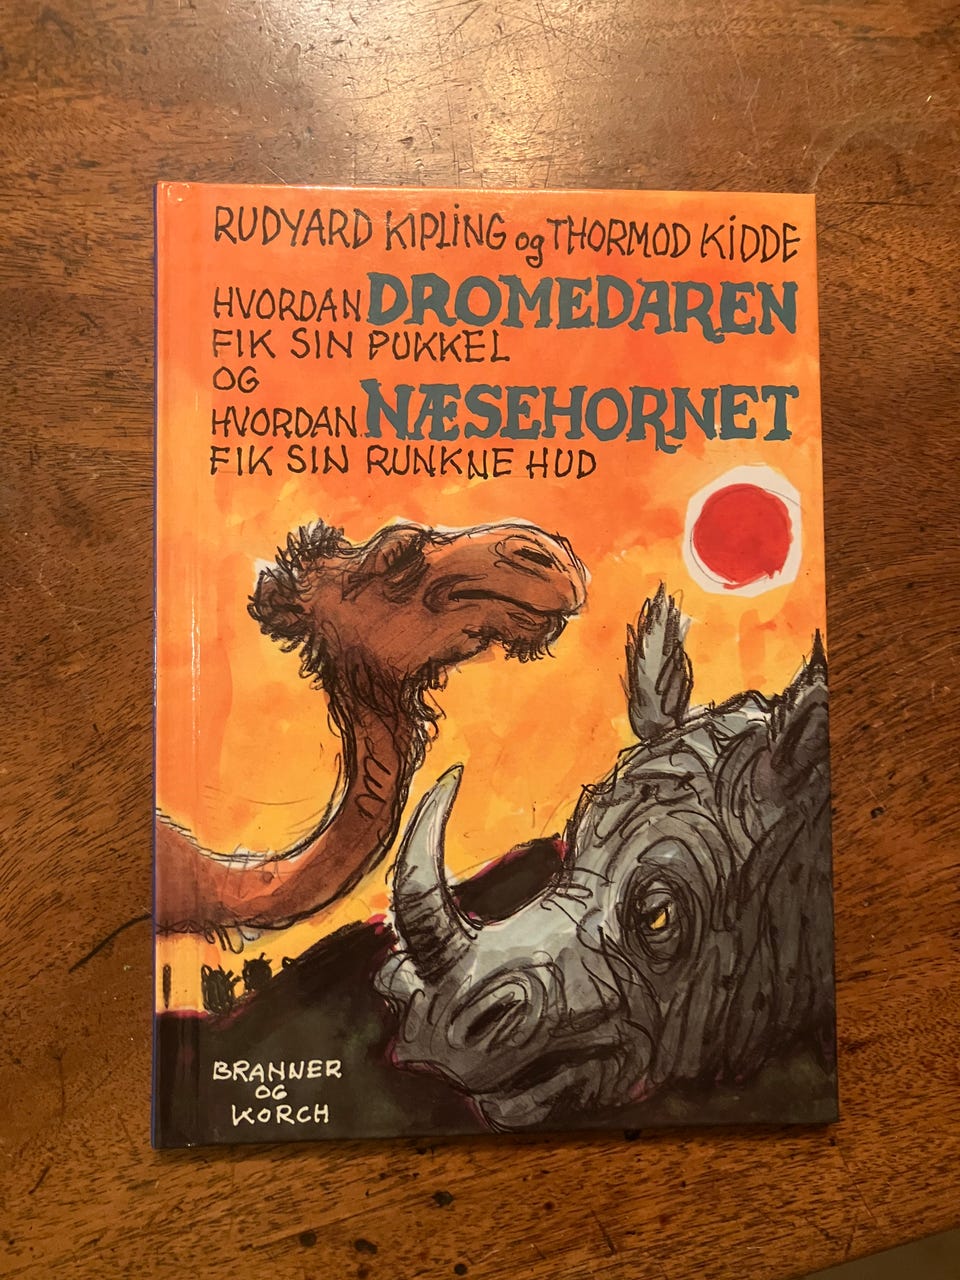 RUDYARD KIPLING og THORMOD KIDDE
HVORDAN DROMEDAREN
FIK SIN PUKKEL
OG
HVORDAN NÆSEHORNET
FIK SIN RUNKNE HUD
BRANNER
OG
KORCH